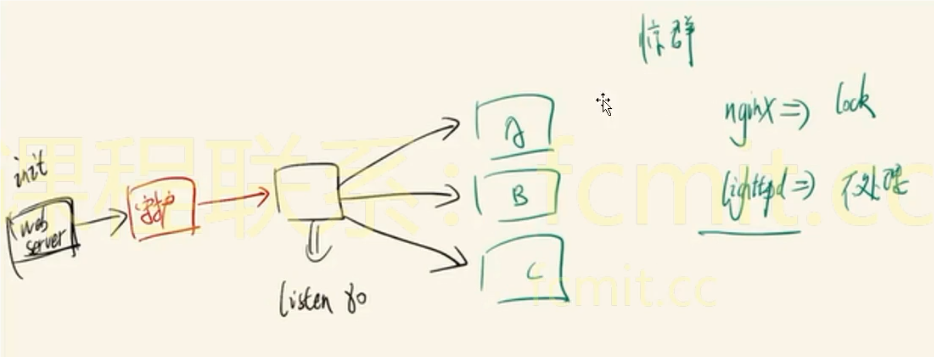 惊群
nginx => lock
lighttpd => 不处理
init
web
server
守护
listen 80
A
B
C
课程联系：fcmit.cc
fcmit.cc